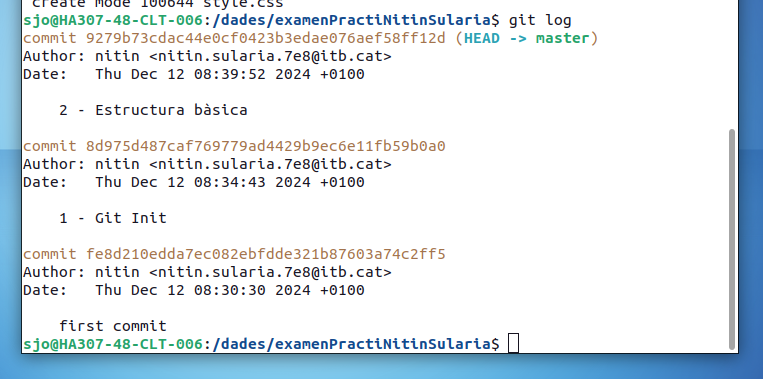 create mode 100644 style.css
sjo@HA307-48-CLT-006:/dades/examenPractiNitinSularia$ git log
commit 9279b73cdac44e0cf0423b3edae076aef58ff12d (HEAD -> master)
Author: nitin <nitin.sularia.7e8@itb.cat>
Date:   Thu Dec 12 08:39:52 2024 +0100
    2 - Estructura bàsica
commit 8d975d487caf769779ad4429b9ec6e11fb59b0a0
Author: nitin <nitin.sularia.7e8@itb.cat>
Date:   Thu Dec 12 08:34:43 2024 +0100
    1 - Git Init
commit fe8d210edda7ec082ebfdde321b87603a74c2ff5
Author: nitin <nitin.sularia.7e8@itb.cat>
Date:   Thu Dec 12 08:30:30 2024 +0100
    first commit
sjo@HA307-48-CLT-006:/dades/examenPractiNitinSularia$